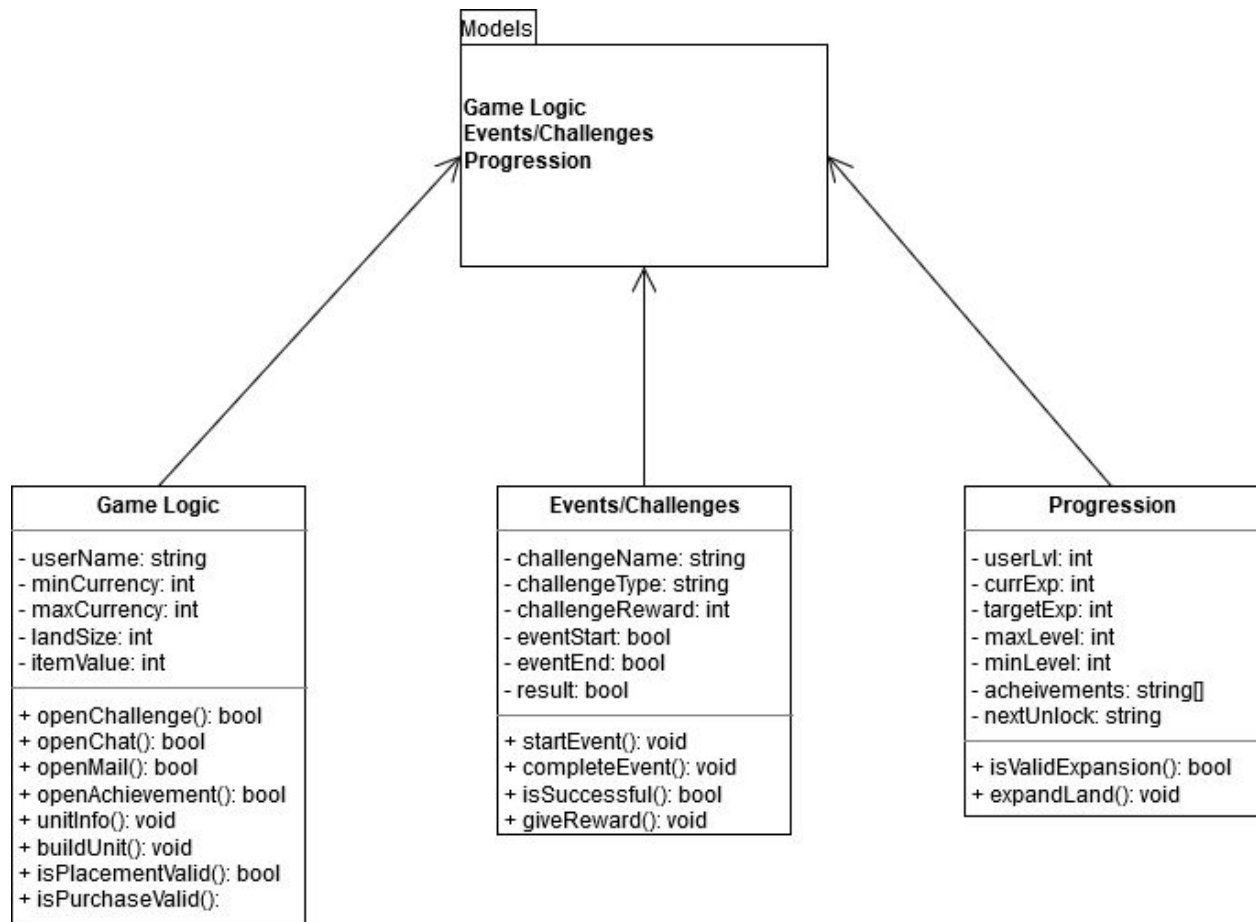 Models
Game Logic
Events/Challenges
Progression
Game Logic
- userName: string
- minCurrency: int
- maxCurrency: int
- landSize: int
- itemValue: int
+ openChallenge(): bool
+ openChat(): bool
+ openMail(): bool
+ openAchievement(): bool
+ unitInfo(): void
+ buildUnit(): void
+ isPlacementValid(): bool
+ isPurchaseValid():
Events/Challenges
- challengeName: string
- challengeType: string
- challengeReward: int
- eventStart: bool
- eventEnd: bool
- result: bool
+ startEvent(): void
+ completeEvent(): void
+ isSuccessful(): bool
+ giveReward(): void
Progression
- userLvl: int
- currExp: int
- targetExp: int
- maxLevel: int
- minLevel: int
- acheivements: string[]
- nextUnlock: string
+ isValidExpansion(): bool
+ expandLand(): void